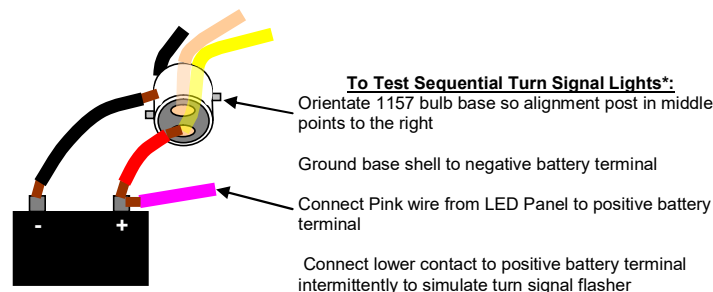 To Test Sequential Turn Signal Lights*:
Orientate 1157 bulb base so alignment post in middle
points to the right
Ground base shell to negative battery terminal
Connect Pink wire from LED Panel to positive battery
terminal
Connect lower contact to positive battery terminal
intermittently to simulate turn signal flasher
- +